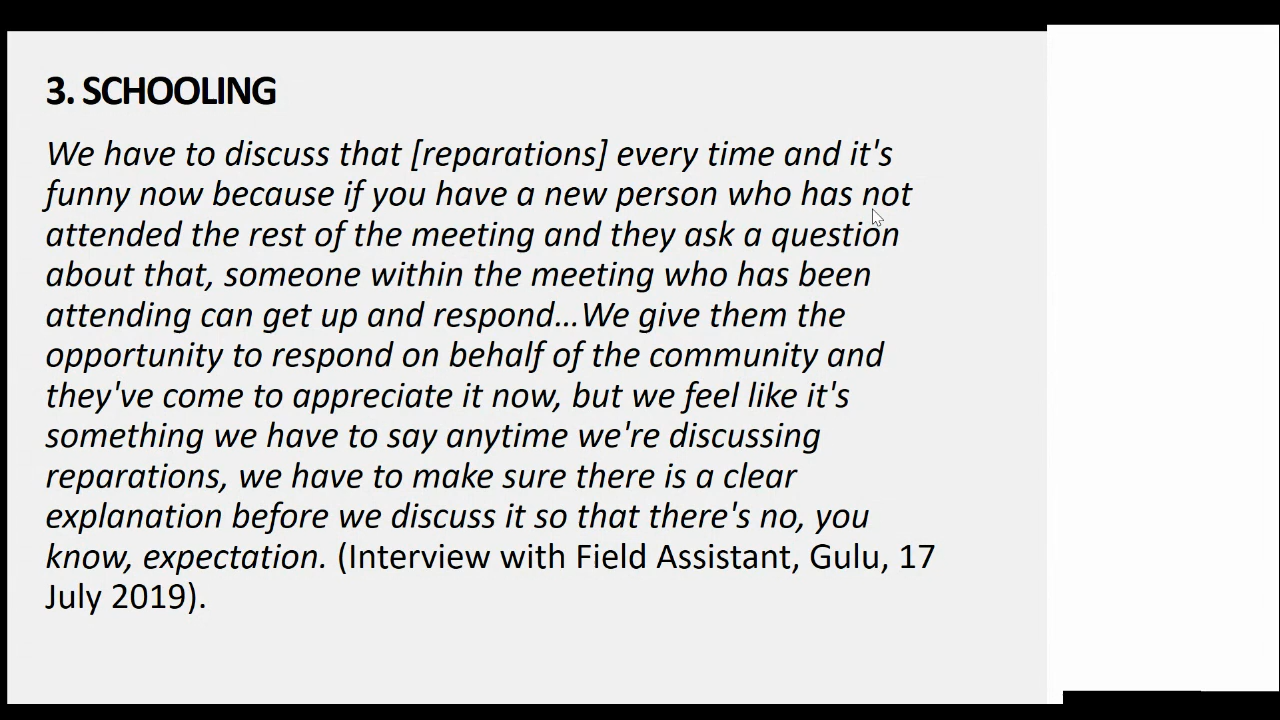 3. SCHOOLING
We have to discuss that [reparations] every time and it's
funny now because if you have a new person who has not
attended the rest of the meeting and they ask a question
about that, someone within the meeting who has been
attending can get up and respond…We give them the
opportunity to respond on behalf of the community and
they've come to appreciate it now, but we feel like it's
something we have to say anytime we're discussing
reparations, we have to make sure there is a clear
explanation before we discuss it so that there's no, you
know, expectation. (Interview with Field Assistant, Gulu, 17
July 2019).